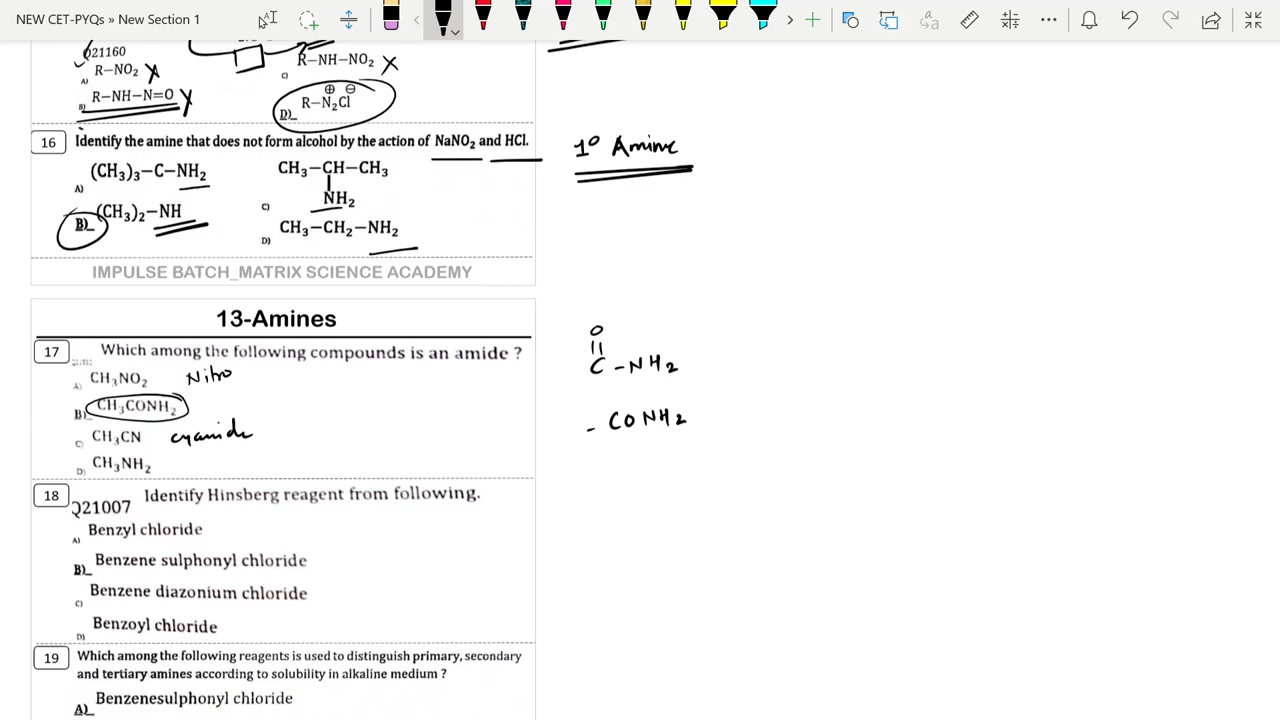 NEW CET-PYQs » New Section 1
Q21160
A) R–NO₂ X
R–NH–NO₂ X
C)
B) R–NH–N=O X
D) R–N₂Cl
⊕ ⊖
16 Identify the amine that does not form alcohol by the action of NaNO₂ and HCl.
1° Amine
A) (CH₃)₃–C–NH₂
C) CH₃–CH–CH₃
NH₂
B) (CH₃)₂–NH
D) CH₃–CH₂–NH₂
IMPULSE BATCH_MATRIX SCIENCE ACADEMY
13-Amines
17 Which among the following compounds is an amide ?
A) CH₃NO₂ Nitro
B) CH₃CONH₂
C) CH₃CN cyanide
D) CH₃NH₂
O
||
C –NH₂
– CONH₂
18 Identify Hinsberg reagent from following.
Q21007
A) Benzyl chloride
B) Benzene sulphonyl chloride
C) Benzene diazonium chloride
D) Benzoyl chloride
19 Which among the following reagents is used to distinguish primary, secondary
and tertiary amines according to solubility in alkaline medium ?
A) Benzenesulphonyl chloride